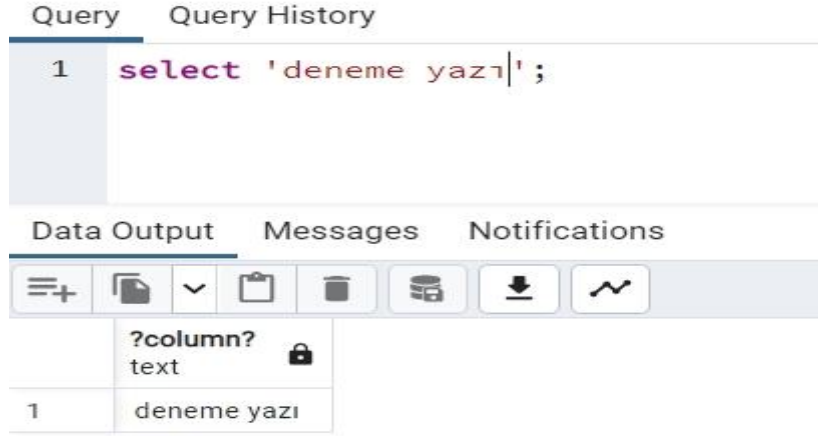 Query Query History
1 select 'deneme yazı';
Data Output Messages Notifications
?column?
text
1 deneme yazı